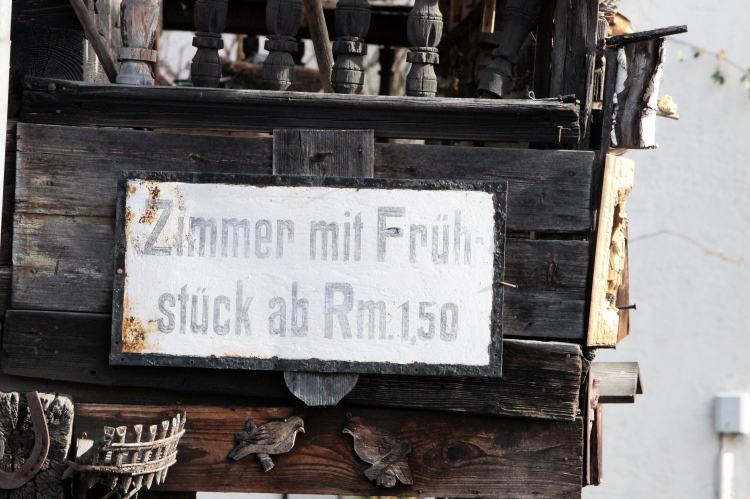 Zimmer mit Früh-
stück ab Rm.1,50